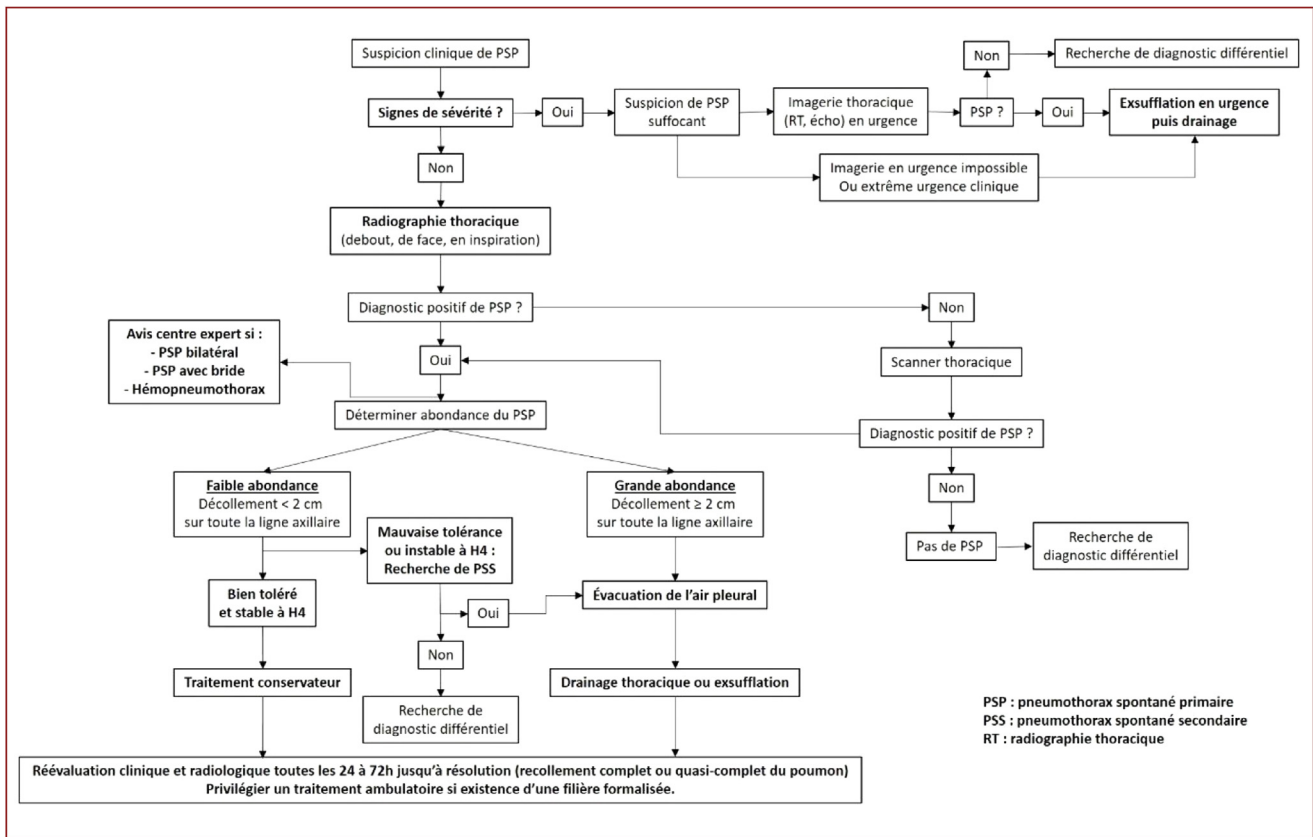 Suspicion clinique de PSP
Signes de sévérité ?
Oui
Suspicion de PSP
suffocant
Imagerie thoracique
(RT, écho) en urgence
PSP ?
Non
Recherche de diagnostic différentiel
Oui
Exsufflation en urgence
puis drainage
Imagerie en urgence impossible
Ou extrême urgence clinique
Non
Radiographie thoracique
(debout, de face, en inspiration)
Diagnostic positif de PSP ?
Non
Avis centre expert si :
- PSP bilatéral
- PSP avec bride
- Hémopneumothorax
Oui
Scanner thoracique
Déterminer abondance du PSP
Diagnostic positif de PSP ?
Faible abondance
Décollement < 2 cm
sur toute la ligne axillaire
Grande abondance
Décollement ≥ 2 cm
sur toute la ligne axillaire
Non
Mauvaise tolérance
ou instable à H4 :
Recherche de PSS
Pas de PSP
Recherche de
diagnostic différentiel
Bien toléré
et stable à H4
Oui
Évacuation de l'air pleural
Non
Traitement conservateur
Drainage thoracique ou exsufflation
Recherche de
diagnostic différentiel
PSP : pneumothorax spontané primaire
PSS : pneumothorax spontané secondaire
RT : radiographie thoracique
Réévaluation clinique et radiologique toutes les 24 à 72h jusqu'à résolution (recollement complet ou quasi-complet du poumon)
Privilégier un traitement ambulatoire si existence d'une filière formalisée.